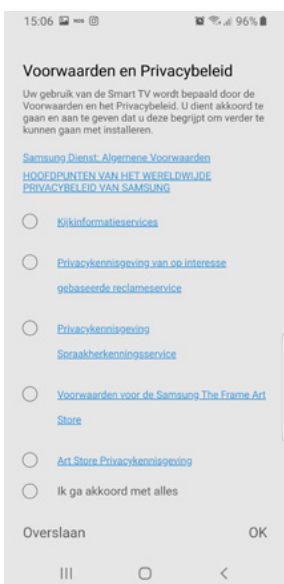 15:06 96%
Voorwaarden en Privacybeleid
Uw gebruik van de Smart TV wordt bepaald door de
Voorwaarden en het Privacybeleid. U dient akkoord te
gaan en aan te geven dat u deze begrijpt om verder te
kunnen gaan met installeren.
Samsung Dienst: Algemene Voorwaarden
HOOFDPUNTEN VAN HET WERELDWIJDE
PRIVACYBELEID VAN SAMSUNG
Kijkinformatieservices
Privacykennisgeving van op interesse
gebaseerde reclameservice
Privacykennisgeving
Spraakherkenningsservice
Voorwaarden voor de Samsung The Frame Art
Store
Art Store Privacykennisgeving
Ik ga akkoord met alles
Overslaan OK